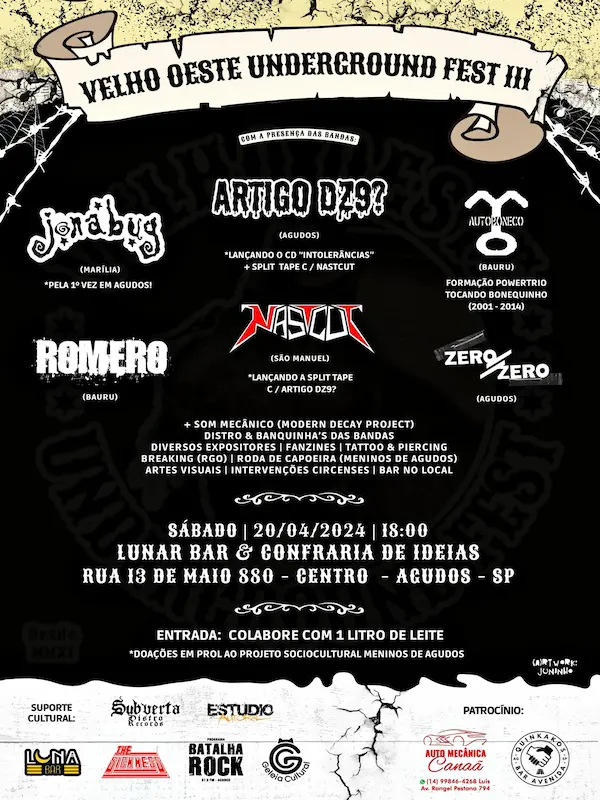 VELHO OESTE UNDERGROUND FEST III
COM A PRESENÇA DAS BANDAS:
jonabug
(MARÍLIA)
*PELA 1º VEZ EM AGUDOS!
ARTIGO DZ9?
(AGUDOS)
*LANÇANDO O CD "INTOLERÂNCIAS"
+ SPLIT TAPE C / NASTCUT
AUTOBONECO
(BAURU)
FORMAÇÃO POWERTRIO
TOCANDO BONEQUINHO
(2001 - 2014)
ROMERO
(BAURU)
NASTCUT
(SÃO MANUEL)
*LANÇANDO A SPLIT TAPE
C / ARTIGO DZ9?
ZERO/ZERO
(AGUDOS)
+ SOM MECÂNICO (MODERN DECAY PROJECT)
DISTRO & BANQUINHA'S DAS BANDAS
DIVERSOS EXPOSITORES | FANZINES | TATTOO & PIERCING
BREAKING (RGO) | RODA DE CAPOEIRA (MENINOS DE AGUDOS)
ARTES VISUAIS | INTERVENÇÕES CIRCENSES | BAR NO LOCAL
SÁBADO | 20/04/2024 | 18:00
LUNAR BAR & CONFRARIA DE IDEIAS
RUA 13 DE MAIO 880 - CENTRO - AGUDOS - SP
ENTRADA: COLABORE COM 1 LITRO DE LEITE
*DOAÇÕES EM PROL AO PROJETO SOCIOCULTURAL MENINOS DE AGUDOS
(A)RTWORK:
JUNINHO
SUPORTE
CULTURAL:
Subverta
Distro
Records
ESTUDIO
PATROCÍNIO:
LUNA
BAR
THE
SICKNESS
PROGRAMA
BATALHA
ROCK
Geleia Cultural
AUTO MECÂNICA
Canaã
(14) 99846-4268 Luis
Av. Rangel Pestana 794
QUINKAKOS
BAR AVENIDA